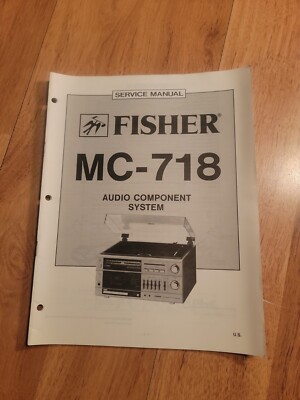 SERVICE MANUAL
FISHER®
MC-718
AUDIO COMPONENT
SYSTEM
U.S.